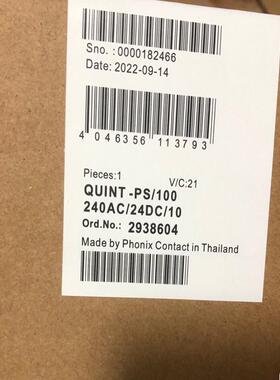 Sno. :0000182466
Date: 2022-09-14
4 046356 113793
Pieces:1 V/C:21
QUINT -PS/100
240AC/24DC/10
Ord.No.: 2938604
Made by Phonix Contact in Thailand